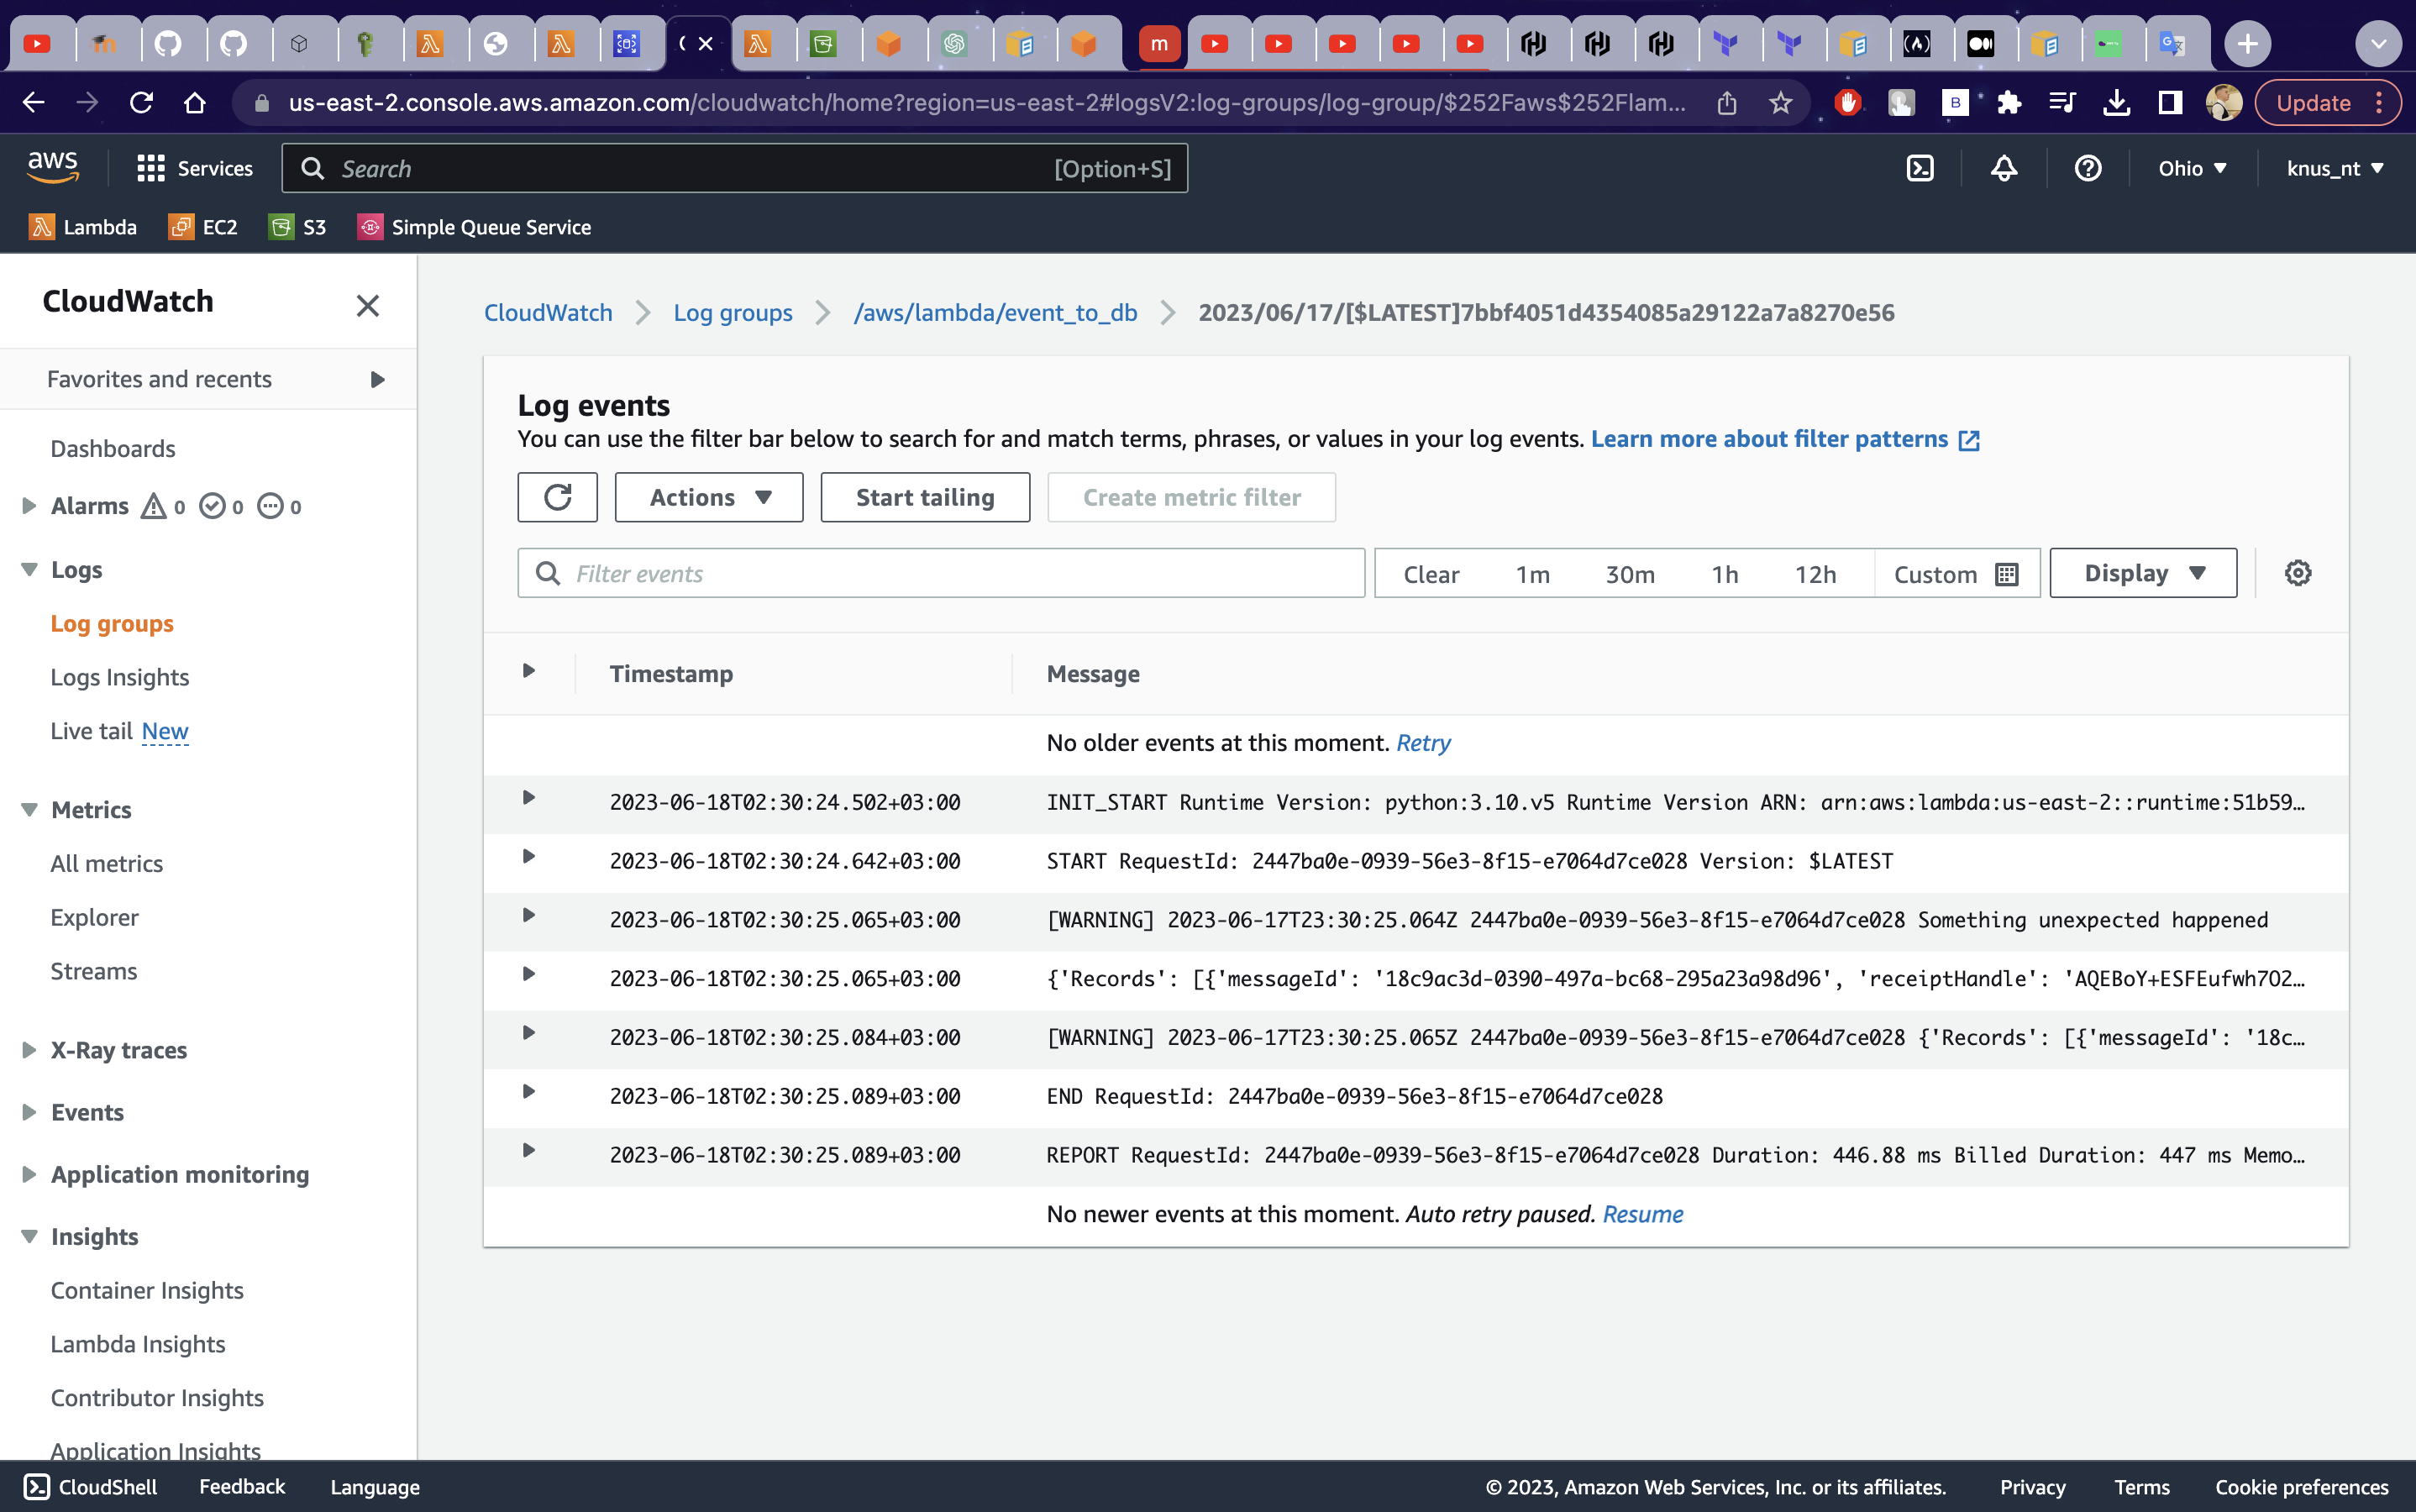 us-east-2.console.aws.amazon.com/cloudwatch/home?region=us-east-2#logsV2:log-groups/log-group/$252Faws$252Flam...
Update
aws
Services
Search
[Option+S]
Ohio
knus_nt
Lambda
EC2
S3
Simple Queue Service
CloudWatch
Favorites and recents
Dashboards
Alarms 0 0 0
Logs
Log groups
Logs Insights
Live tail New
Metrics
All metrics
Explorer
Streams
X-Ray traces
Events
Application monitoring
Insights
Container Insights
Lambda Insights
Contributor Insights
Application Insights
CloudWatch
Log groups
/aws/lambda/event_to_db
2023/06/17/[$LATEST]7bbf4051d4354085a29122a7a8270e56
Log events
You can use the filter bar below to search for and match terms, phrases, or values in your log events. Learn more about filter patterns
Actions
Start tailing
Create metric filter
Filter events
Clear
1m
30m
1h
12h
Custom
Display
Timestamp
Message
No older events at this moment. Retry
2023-06-18T02:30:24.502+03:00 INIT_START Runtime Version: python:3.10.v5 Runtime Version ARN: arn:aws:lambda:us-east-2::runtime:51b59…
2023-06-18T02:30:24.642+03:00 START RequestId: 2447ba0e-0939-56e3-8f15-e7064d7ce028 Version: $LATEST
2023-06-18T02:30:25.065+03:00 [WARNING] 2023-06-17T23:30:25.064Z 2447ba0e-0939-56e3-8f15-e7064d7ce028 Something unexpected happened
2023-06-18T02:30:25.065+03:00 {'Records': [{'messageId': '18c9ac3d-0390-497a-bc68-295a23a98d96', 'receiptHandle': 'AQEBoY+ESFEufwh7O2…
2023-06-18T02:30:25.084+03:00 [WARNING] 2023-06-17T23:30:25.065Z 2447ba0e-0939-56e3-8f15-e7064d7ce028 {'Records': [{'messageId': '18c…
2023-06-18T02:30:25.089+03:00 END RequestId: 2447ba0e-0939-56e3-8f15-e7064d7ce028
2023-06-18T02:30:25.089+03:00 REPORT RequestId: 2447ba0e-0939-56e3-8f15-e7064d7ce028 Duration: 446.88 ms Billed Duration: 447 ms Memo…
No newer events at this moment. Auto retry paused. Resume
CloudShell
Feedback
Language
© 2023, Amazon Web Services, Inc. or its affiliates.
Privacy
Terms
Cookie preferences